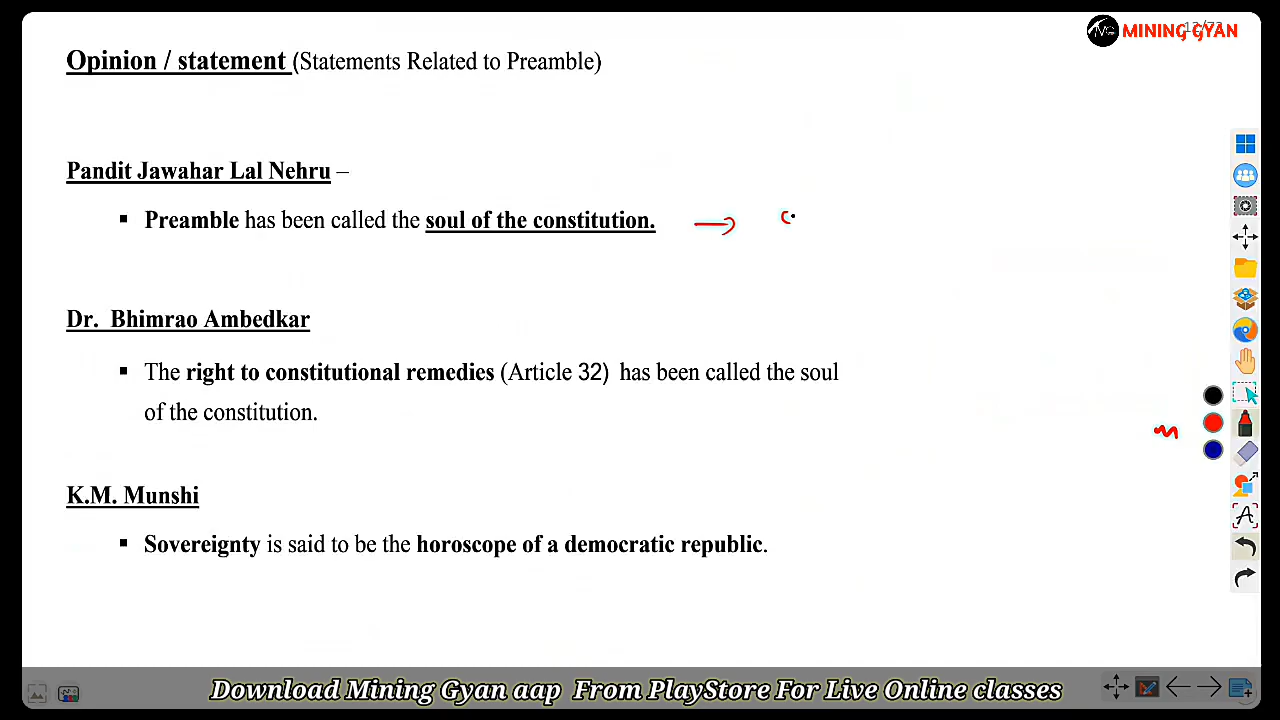 MINING GYAN
Opinion / statement (Statements Related to Preamble)
Pandit Jawahar Lal Nehru –
▪ Preamble has been called the soul of the constitution.
Dr. Bhimrao Ambedkar
▪ The right to constitutional remedies (Article 32) has been called the soul
of the constitution.
K.M. Munshi
▪ Sovereignty is said to be the horoscope of a democratic republic.
Download Mining Gyan aap From PlayStore For Live Online classes